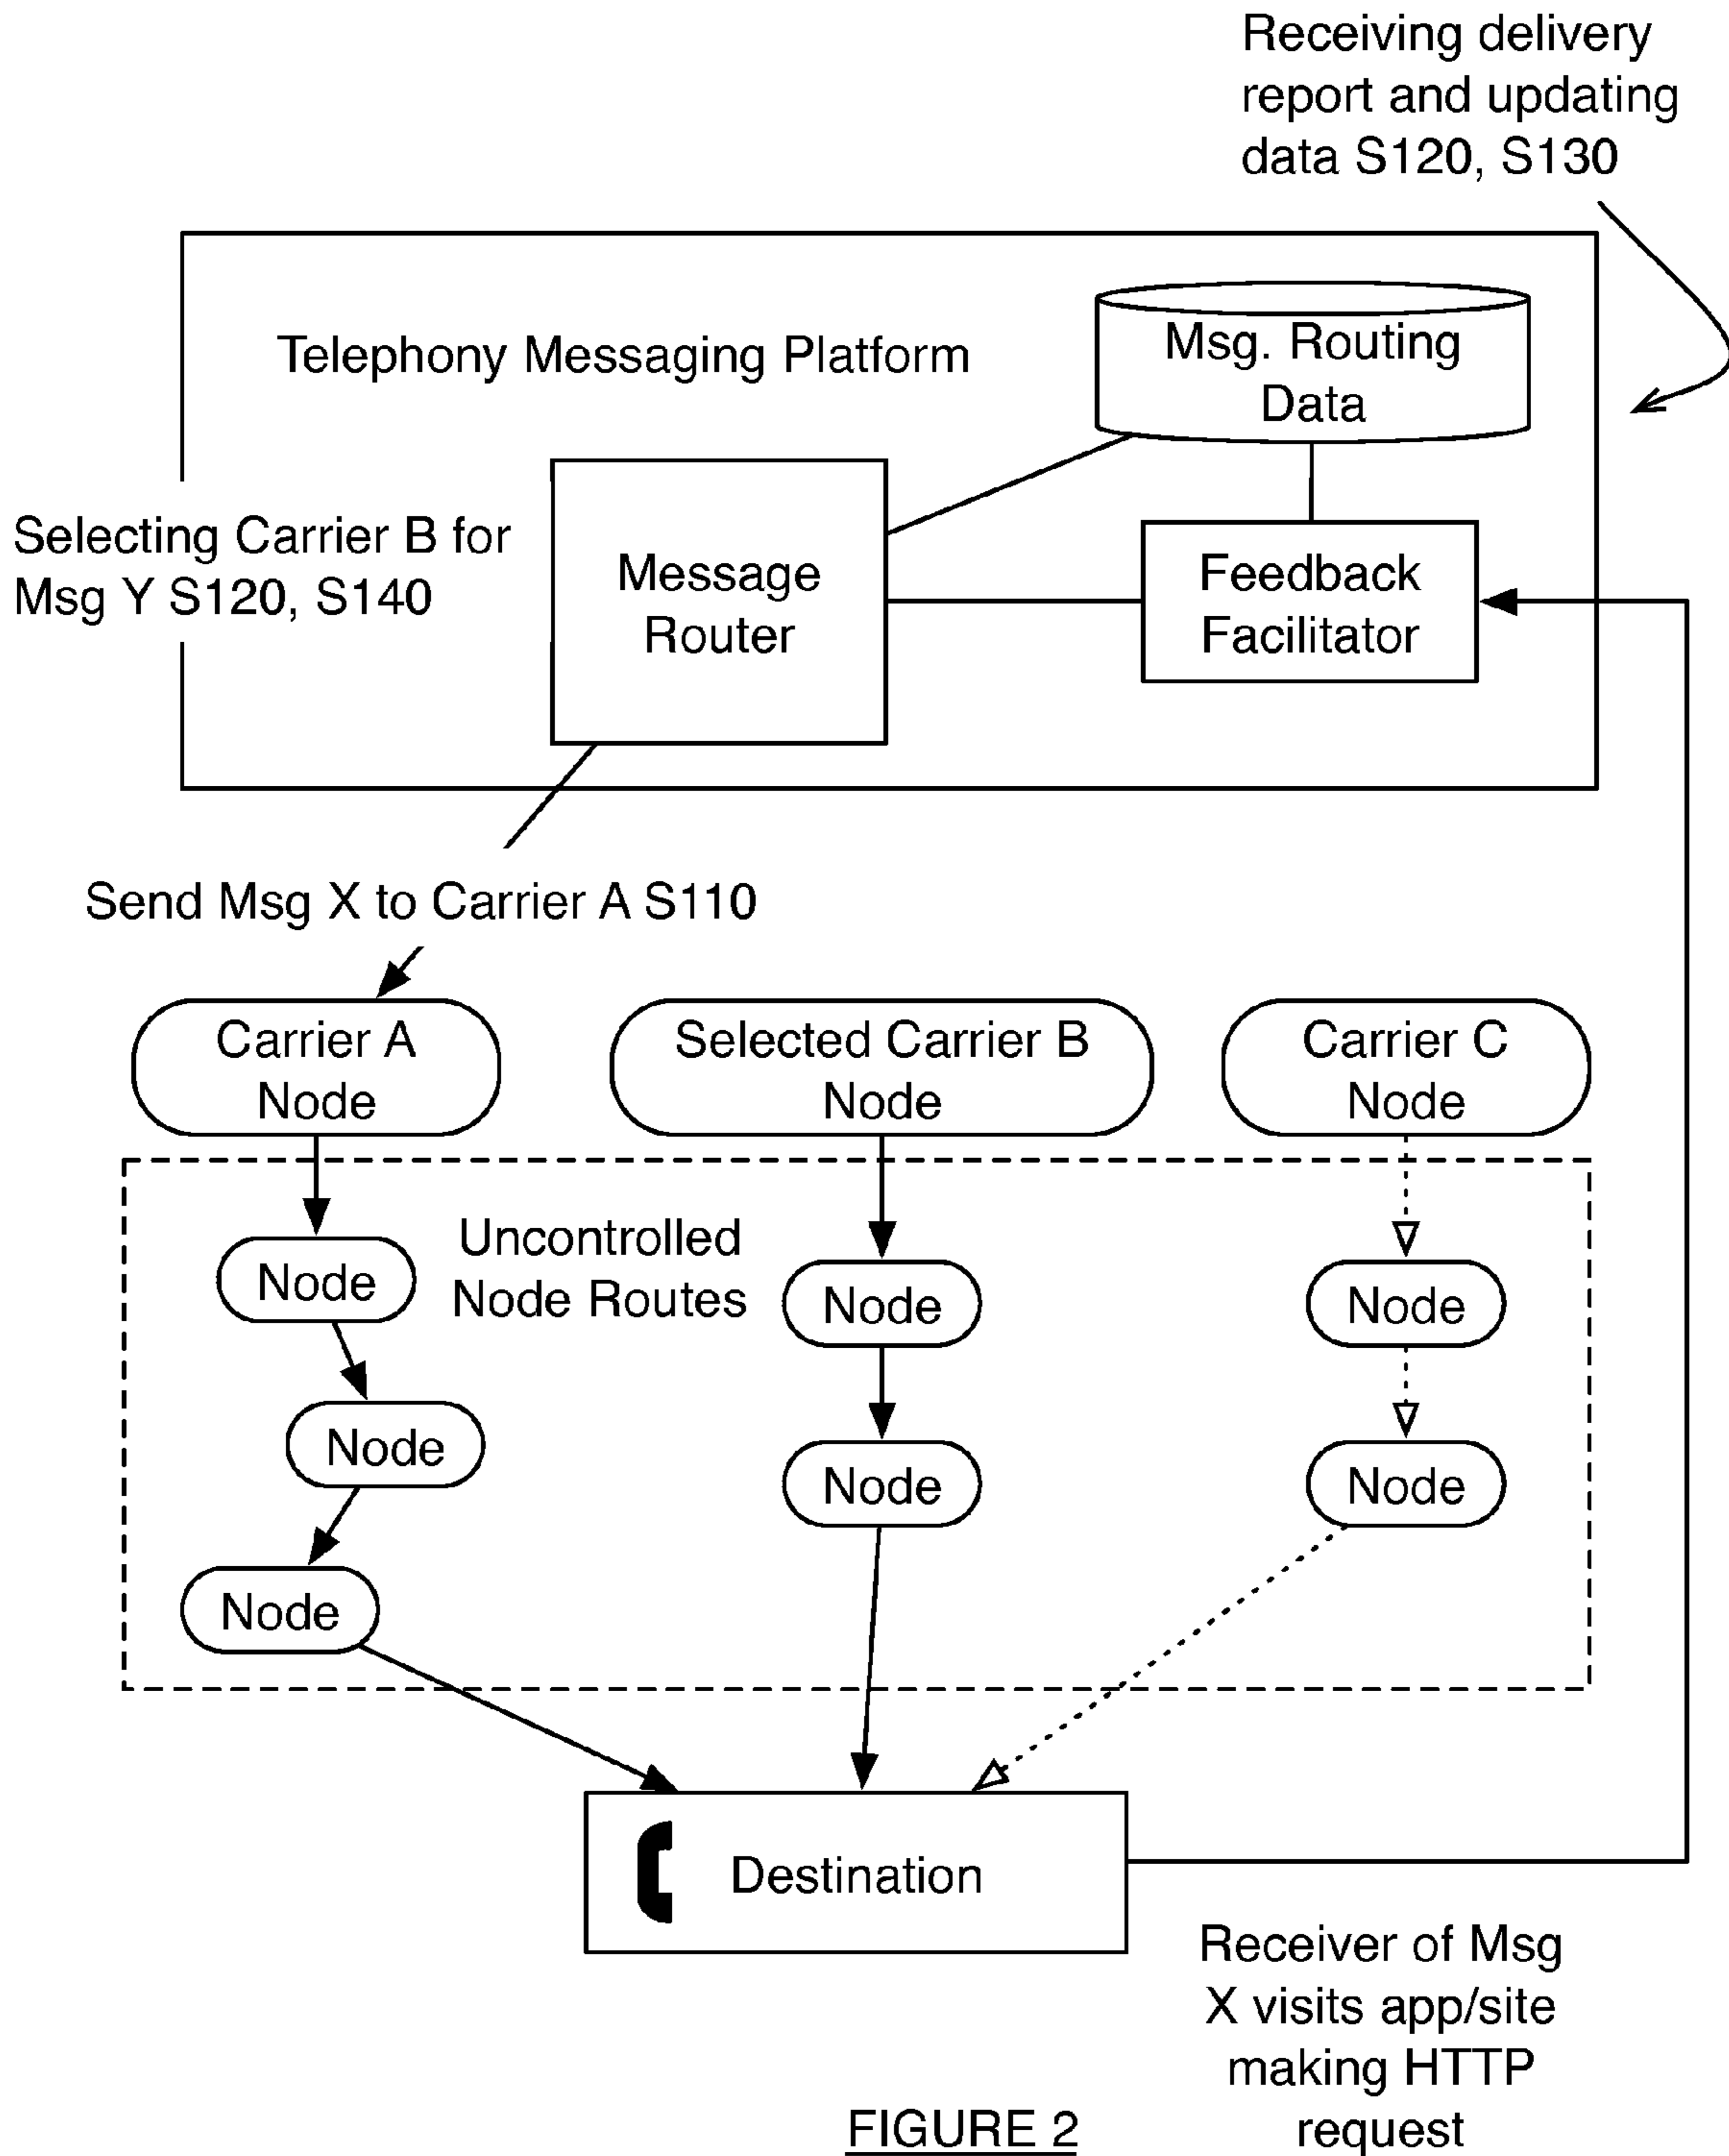 Receiving delivery
report and updating
data S120, S130
Telephony Messaging Platform
Msg. Routing
Data
Selecting Carrier B for
Msg Y S120, S140
Message
Router
Feedback
Facilitator
Send Msg X to Carrier A S110
Carrier A
Node
Selected Carrier B
Node
Carrier C
Node
Uncontrolled
Node Routes
Node
Node
Node
Node
Node
Node
Node
Destination
Receiver of Msg
X visits app/site
making HTTP
request
FIGURE 2